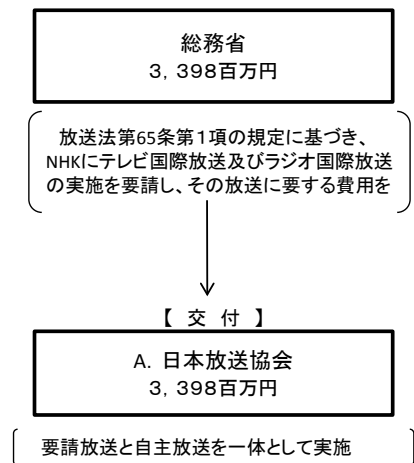 総務省
3，398百万円
放送法第65条第1項の規定に基づき、
NHKにテレビ国際放送及びラジオ国際放送
の実施を要請し、その放送に要する費用を
【 交 付 】
A. 日本放送協会
3，398百万円
要請放送と自主放送を一体として実施